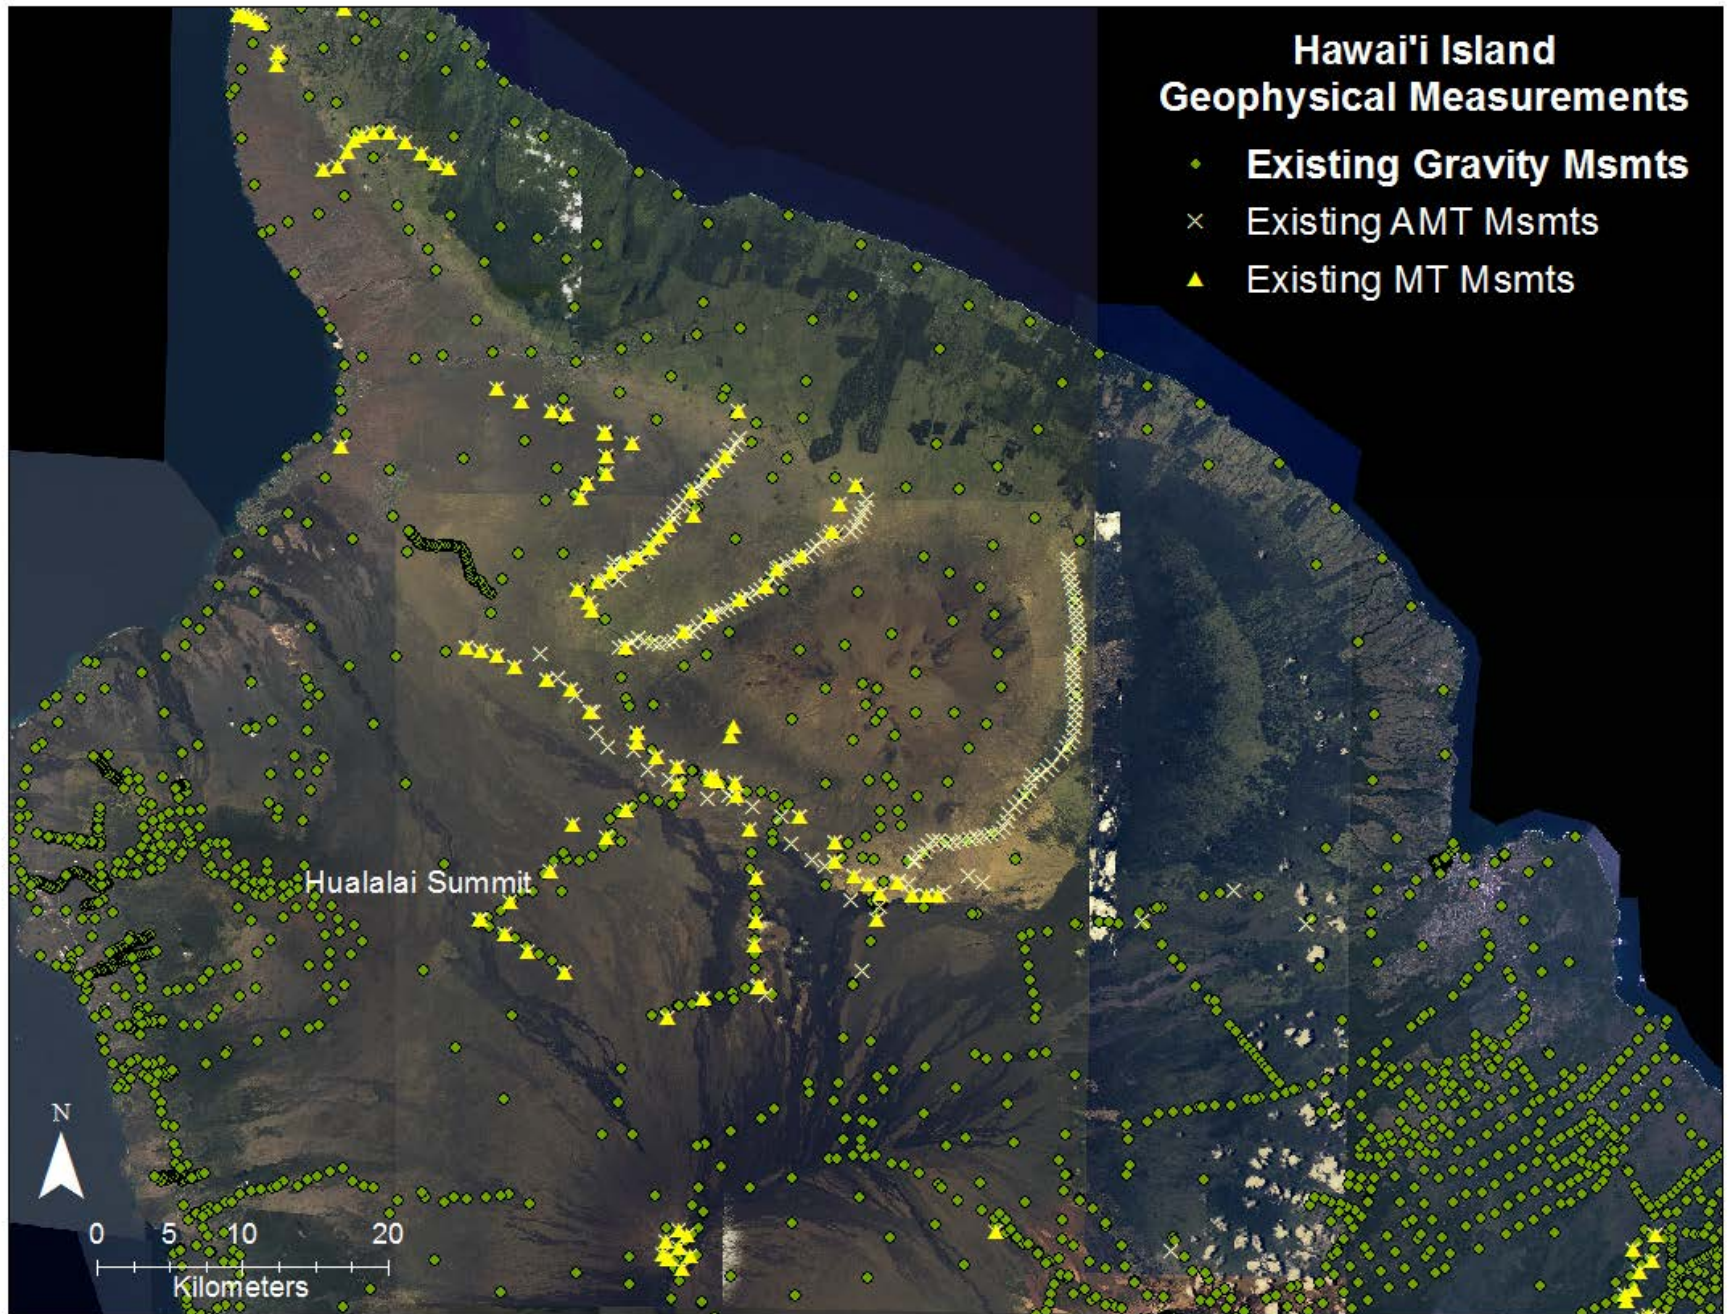 Hawai'i Island
Geophysical Measurements
Existing Gravity Msmts
Existing AMT Msmts
Existing MT Msmts
Hualalai Summit
N
0 5 10 20
Kilometers